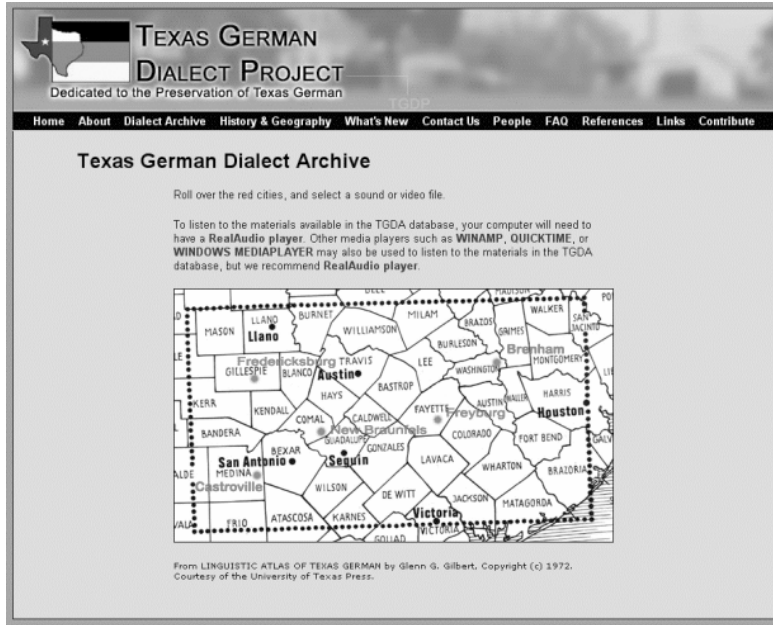 TEXAS GERMAN
DIALECT PROJECT
Dedicated to the Preservation of Texas German
TGDP
Home About Dialect Archive History & Geography What's New Contact Us People FAQ References Links Contribute
Texas German Dialect Archive
Roll over the red cities, and select a sound or video file.
To listen to the materials available in the TGDA database, your computer will need to
have a RealAudio player. Other media players such as WINAMP, QUICKTIME, or
WINDOWS MEDIAPLAYER may also be used to listen to the materials in the TGDA
database, but we recommend RealAudio player.
MADISON
WALKER
LLANO BURNET MILAM BRAZOS GRIMES SAN
MASON WILLIAMSON JACINTO
Llano
BURLESON Brenham
Fredericksburg TRAVIS LEE WASHINGTON MONTGOMERY
GILLESPIE BLANCO Austin
HAYS BASTROP AUSTIN WALLER HARRIS
KERR KENDALL FAYETTE Freyburg Houston
COMAL CALDWELL
BANDERA New Braunfels COLORADO FORT BEND
GUADALUPE GONZALES
BEXAR
San Antonio Seguin LAVACA
MEDINA WHARTON BRAZORIA
Castroville WILSON
DE WITT JACKSON MATAGORDA
FRIO ATASCOSA KARNES Victoria
GOLIAD VICTORIA
From LINGUISTIC ATLAS OF TEXAS GERMAN by Glenn G. Gilbert. Copyright (c) 1972.
Courtesy of the University of Texas Press.